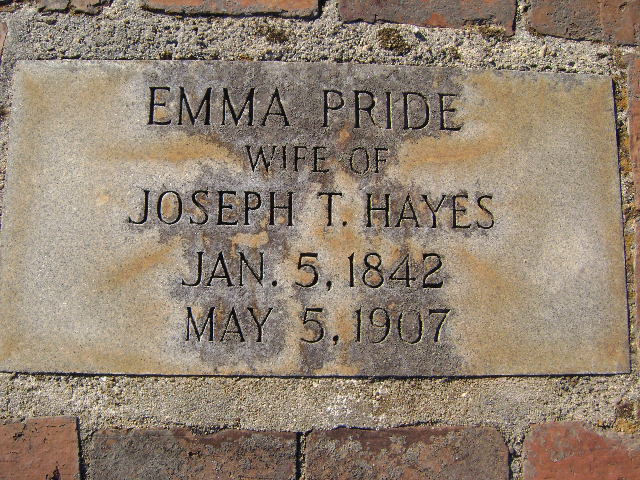 EMMA PRIDE
WIFE OF
JOSEPH T. HAYES
JAN. 5, 1842
MAY 5, 1907